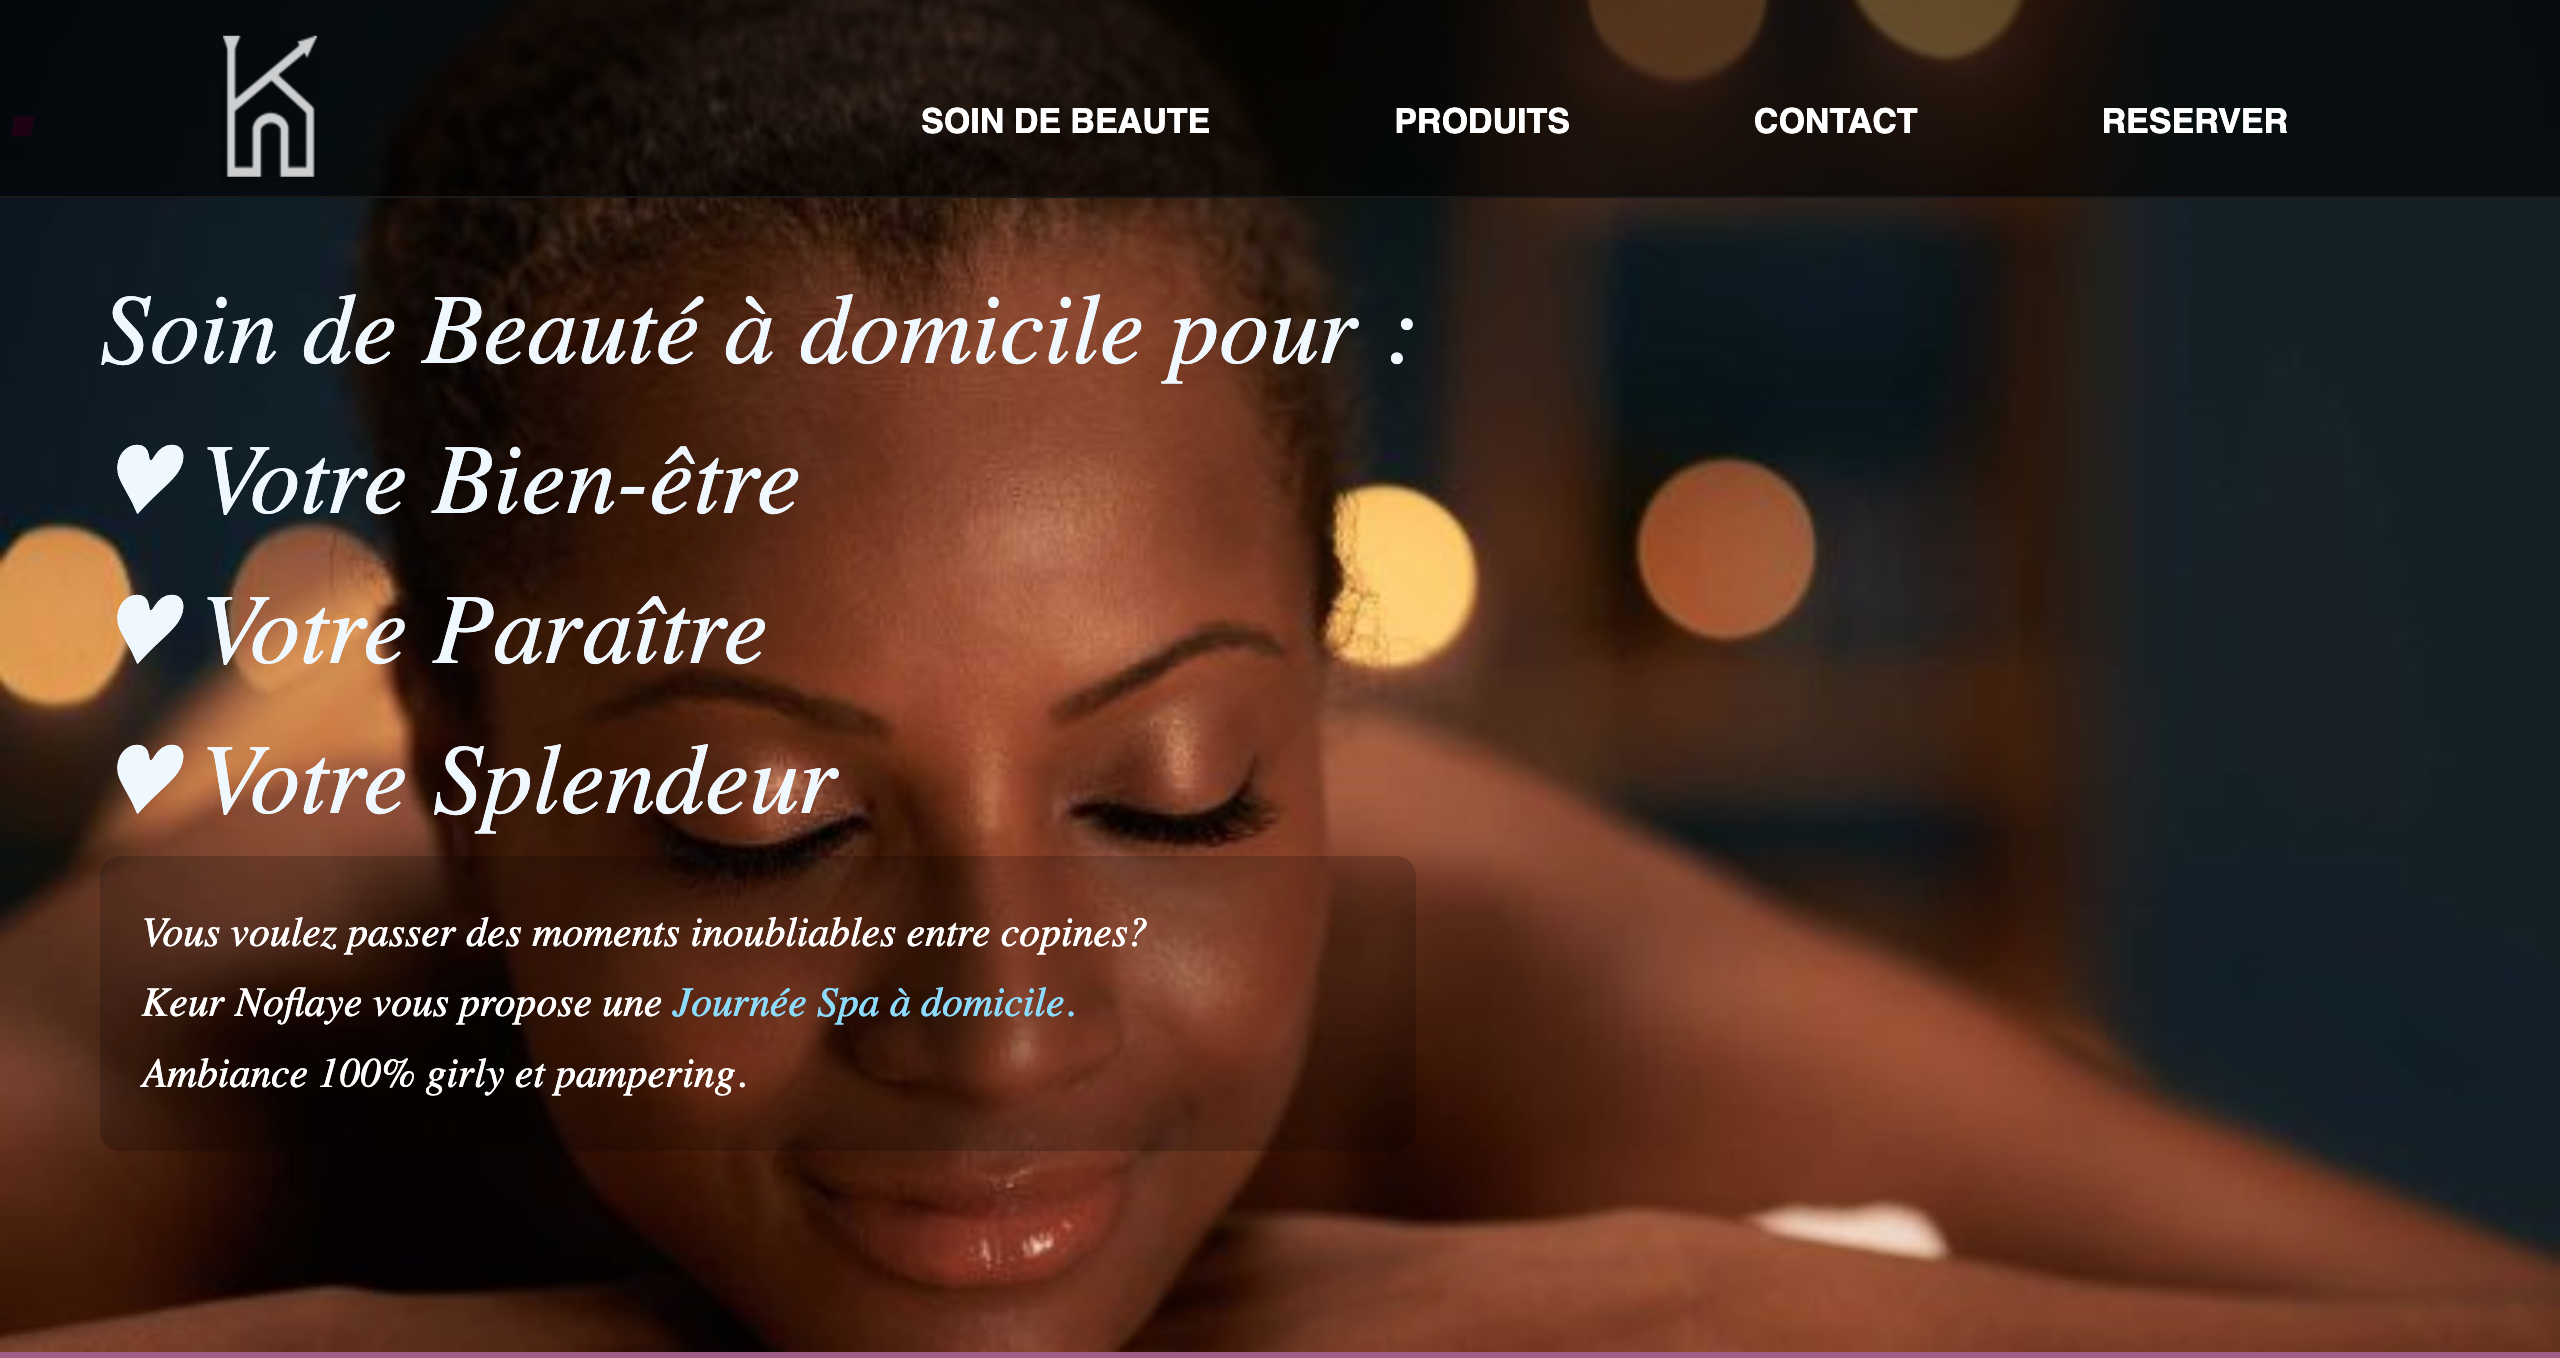 SOIN DE BEAUTE PRODUITS CONTACT RESERVER
Soin de Beauté à domicile pour :
♥ Votre Bien-être
♥ Votre Paraître
♥ Votre Splendeur
Vous voulez passer des moments inoubliables entre copines?
Keur Noflaye vous propose une Journée Spa à domicile.
Ambiance 100% girly et pampering.